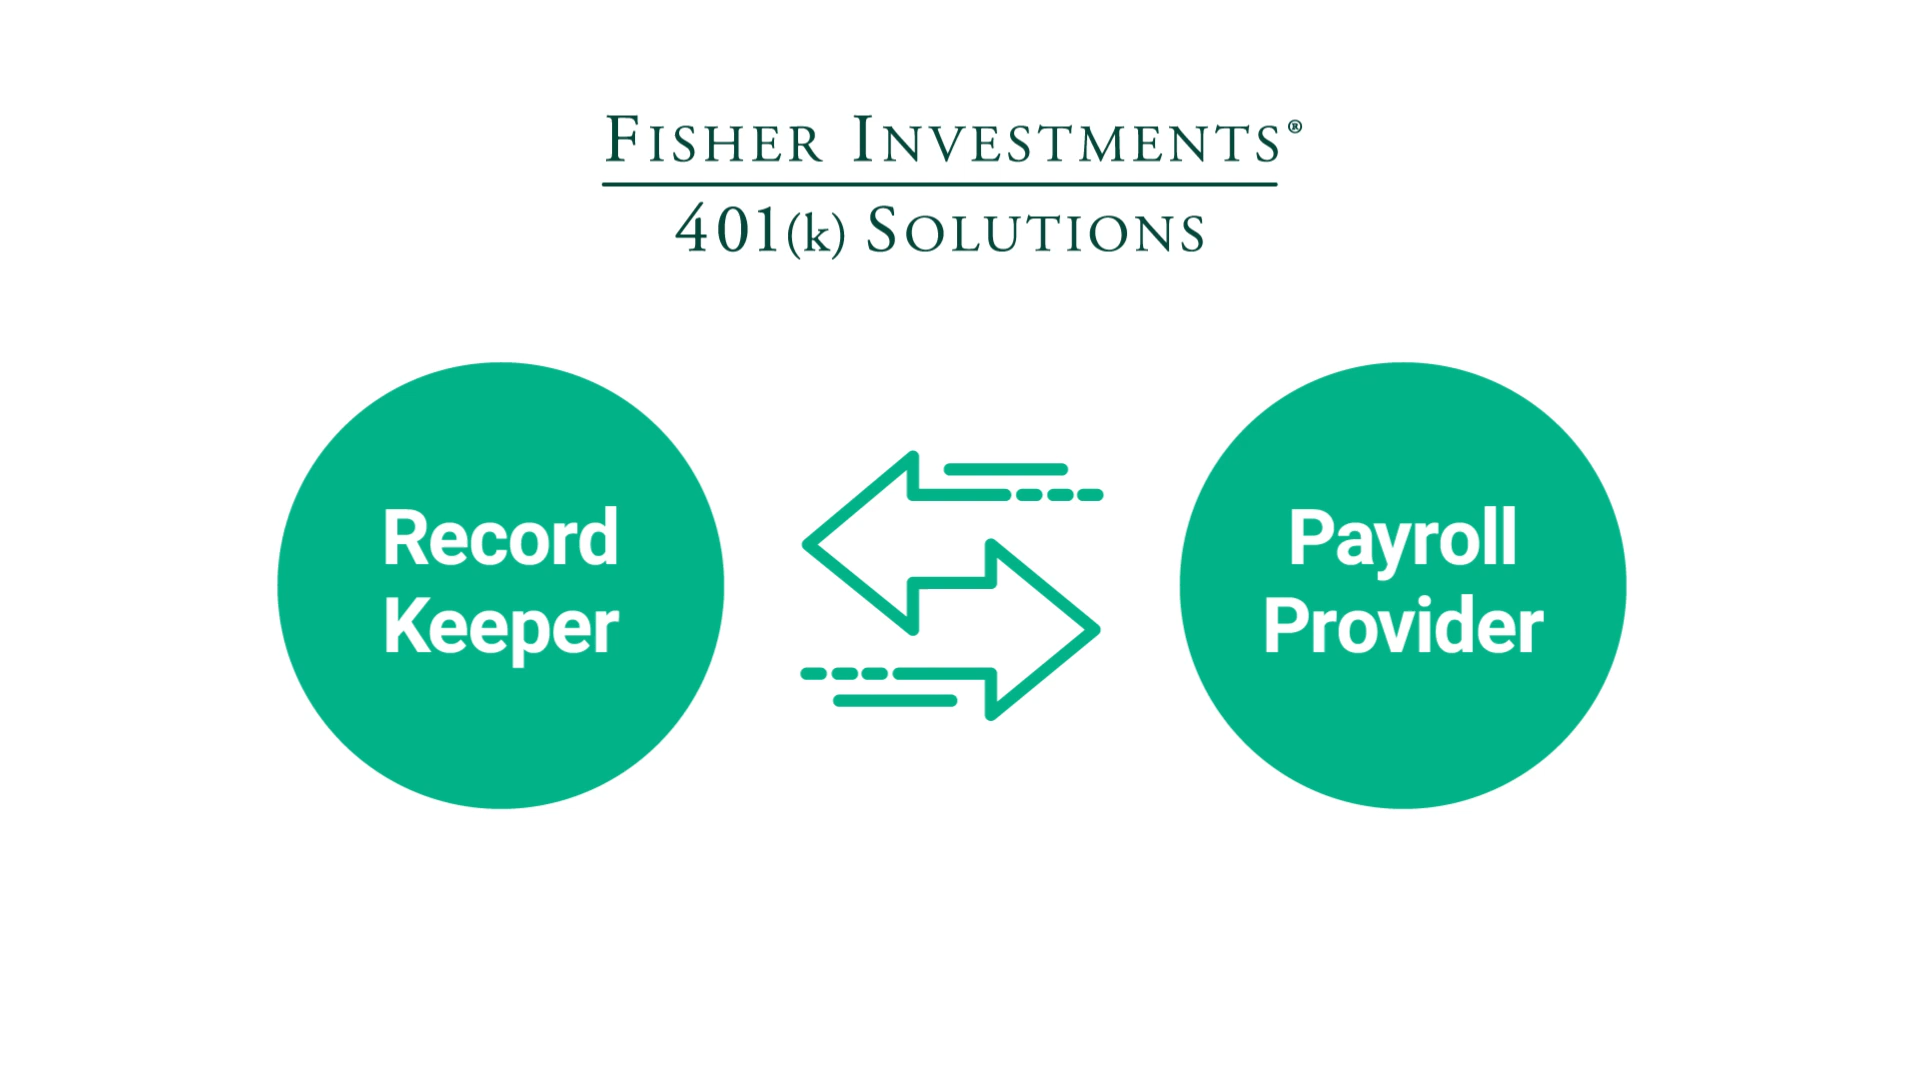 FISHER INVESTMENTS®
401(k) SOLUTIONS
Record
Keeper
Payroll
Provider